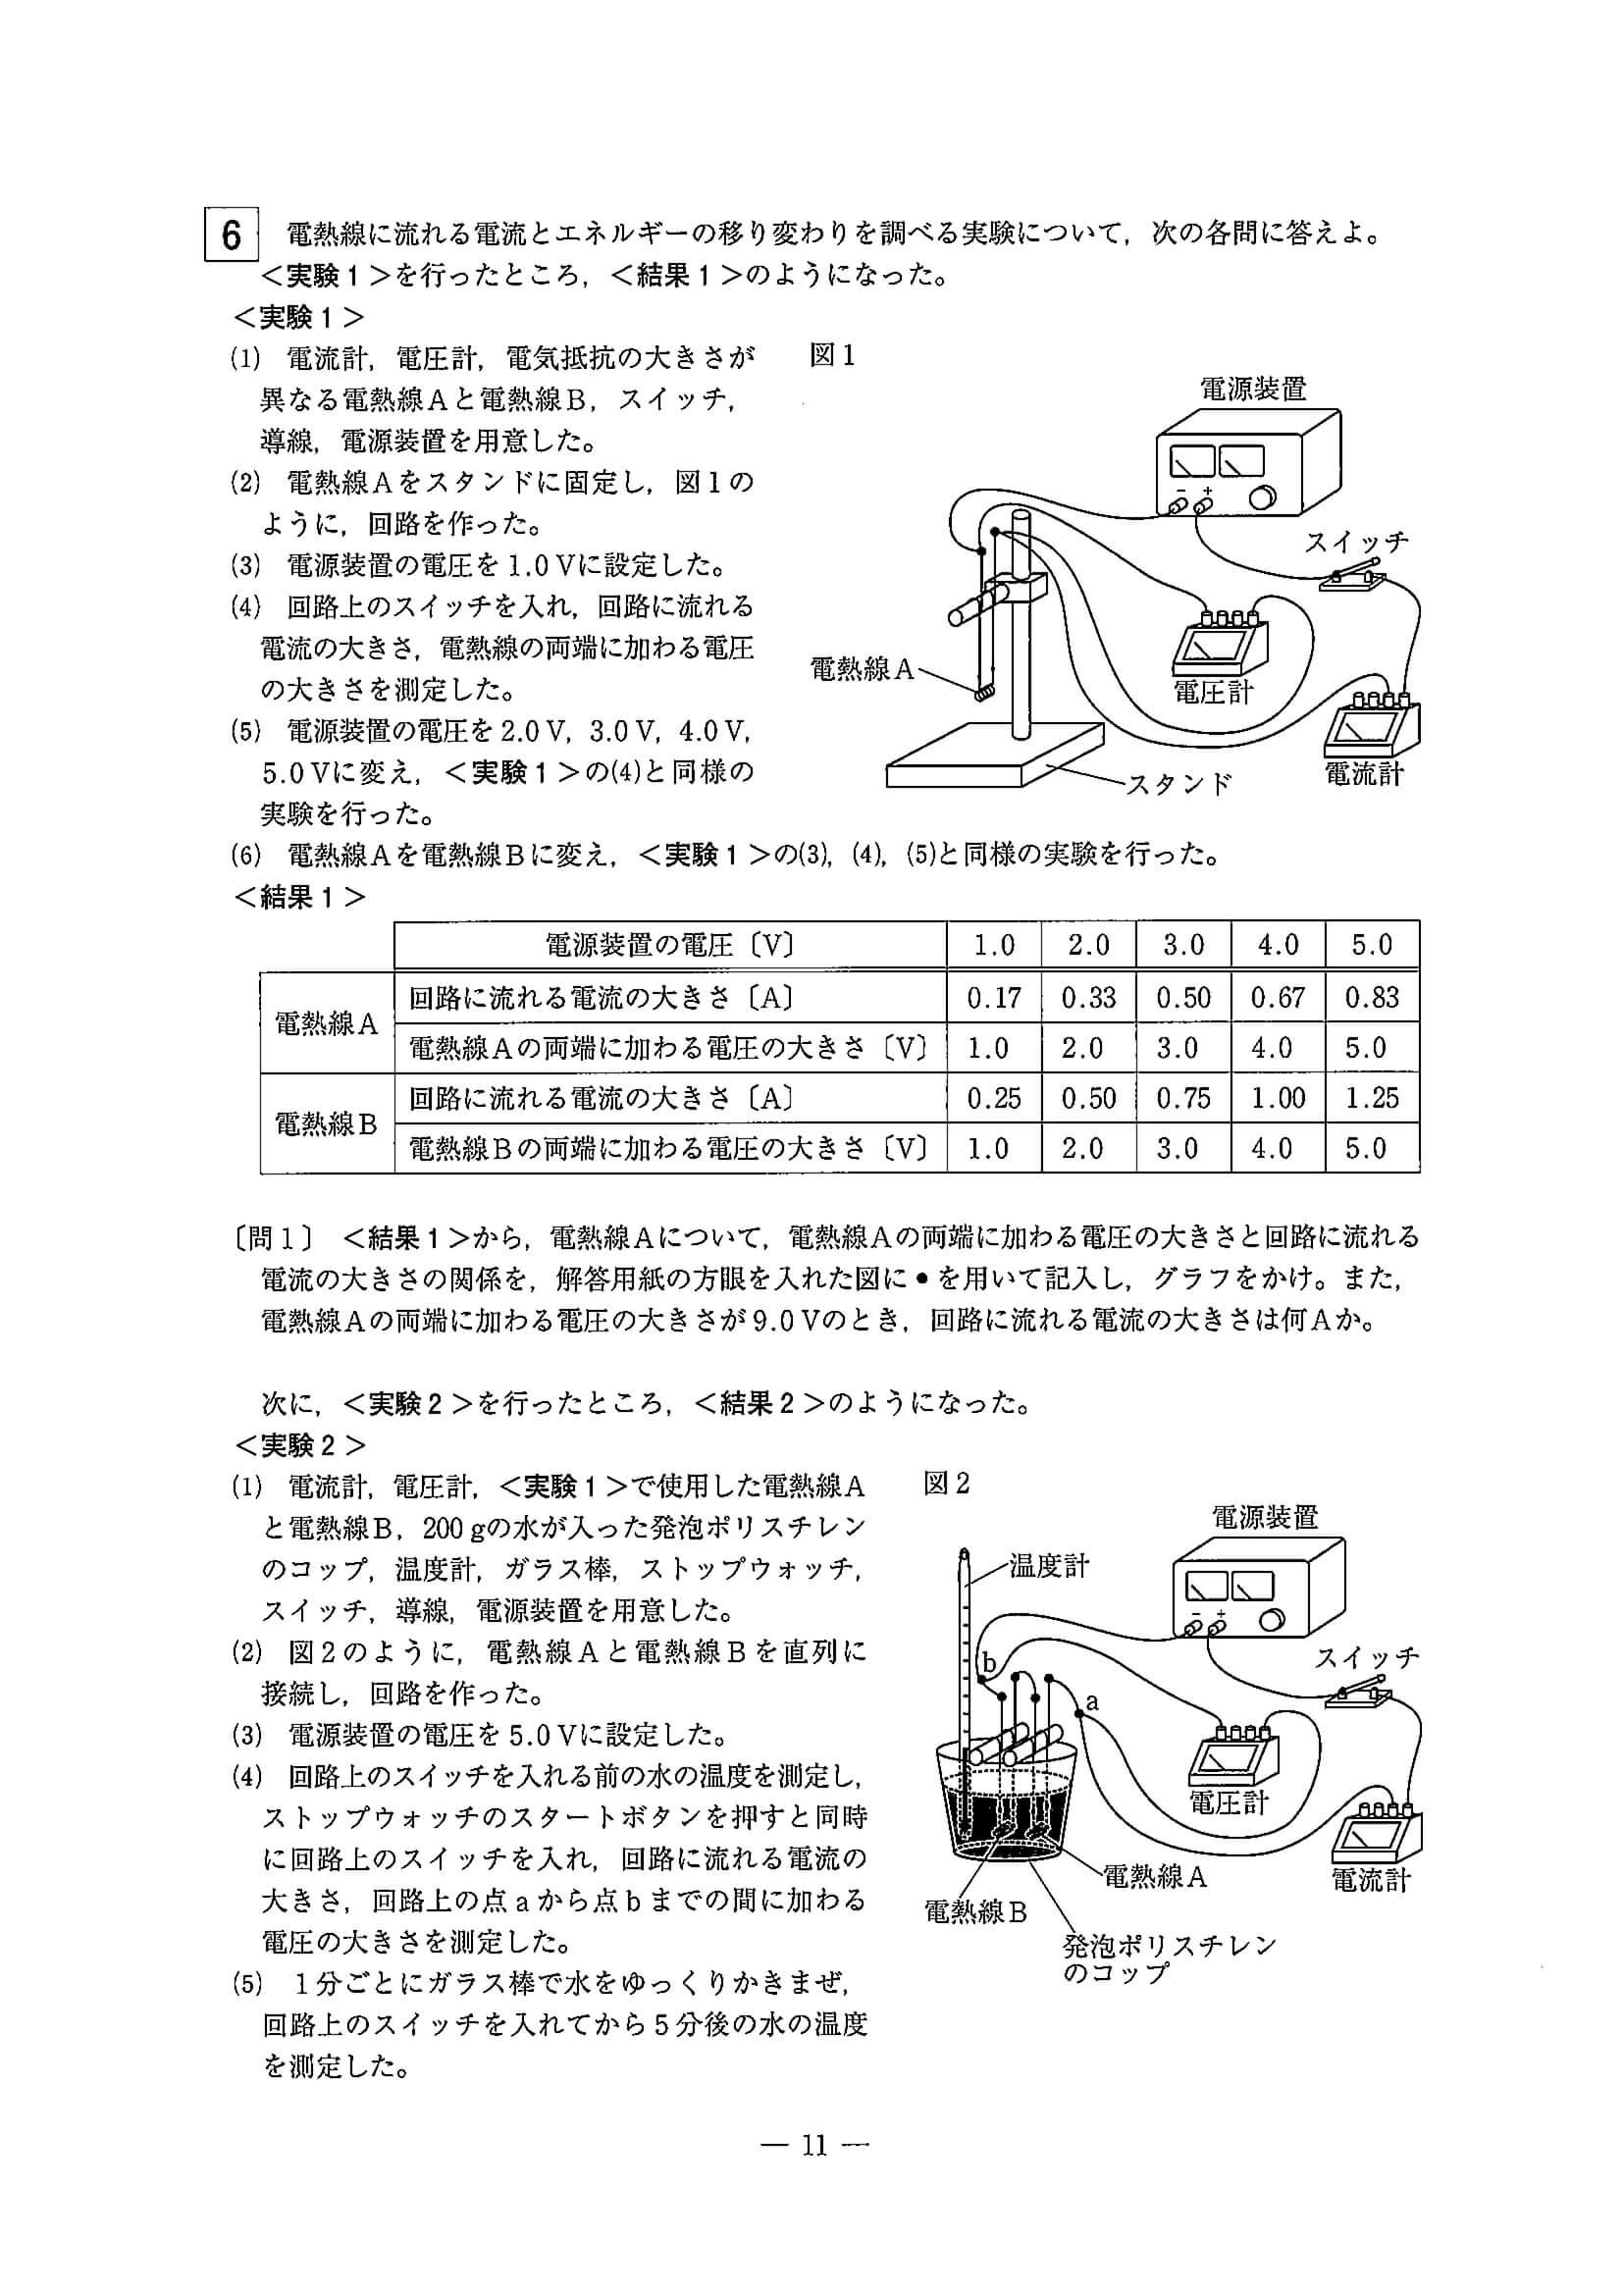 6 電熱線に流れる電流とエネルギーの移り変わりを調べる実験について，次の各問に答えよ。
＜実験1＞を行ったところ，＜結果1＞のようになった。
＜実験1＞
(1) 電流計，電圧計，電気抵抗の大きさが
異なる電熱線Aと電熱線B，スイッチ，
導線，電源装置を用意した。
(2) 電熱線Aをスタンドに固定し，図1の
ように，回路を作った。
(3) 電源装置の電圧を1.0Vに設定した。
(4) 回路上のスイッチを入れ，回路に流れる
電流の大きさ，電熱線の両端に加わる電圧
の大きさを測定した。
(5) 電源装置の電圧を2.0V，3.0V，4.0V，
5.0Vに変え，＜実験1＞の(4)と同様の
実験を行った。
図1
電源装置
− +
スイッチ
電熱線A
電圧計
電流計
スタンド
(6) 電熱線Aを電熱線Bに変え，＜実験1＞の(3)，(4)，(5)と同様の実験を行った。
＜結果1＞
電源装置の電圧〔V〕 1.0 2.0 3.0 4.0 5.0
電熱線A 回路に流れる電流の大きさ〔A〕 0.17 0.33 0.50 0.67 0.83
電熱線Aの両端に加わる電圧の大きさ〔V〕 1.0 2.0 3.0 4.0 5.0
電熱線B 回路に流れる電流の大きさ〔A〕 0.25 0.50 0.75 1.00 1.25
電熱線Bの両端に加わる電圧の大きさ〔V〕 1.0 2.0 3.0 4.0 5.0
〔問1〕 ＜結果1＞から，電熱線Aについて，電熱線Aの両端に加わる電圧の大きさと回路に流れる
電流の大きさの関係を，解答用紙の方眼を入れた図に●を用いて記入し，グラフをかけ。また，
電熱線Aの両端に加わる電圧の大きさが9.0Vのとき，回路に流れる電流の大きさは何Aか。
次に，＜実験2＞を行ったところ，＜結果2＞のようになった。
＜実験2＞
(1) 電流計，電圧計，＜実験1＞で使用した電熱線A
と電熱線B，200gの水が入った発泡ポリスチレン
のコップ，温度計，ガラス棒，ストップウォッチ，
スイッチ，導線，電源装置を用意した。
(2) 図2のように，電熱線Aと電熱線Bを直列に
接続し，回路を作った。
(3) 電源装置の電圧を5.0Vに設定した。
(4) 回路上のスイッチを入れる前の水の温度を測定し，
ストップウォッチのスタートボタンを押すと同時
に回路上のスイッチを入れ，回路に流れる電流の
大きさ，回路上の点aから点bまでの間に加わる
電圧の大きさを測定した。
(5) 1分ごとにガラス棒で水をゆっくりかきまぜ，
回路上のスイッチを入れてから5分後の水の温度
を測定した。
図2
電源装置
温度計
− +
スイッチ
b
a
電圧計
電熱線A
電流計
電熱線B
発泡ポリスチレン
のコップ
— 11 —